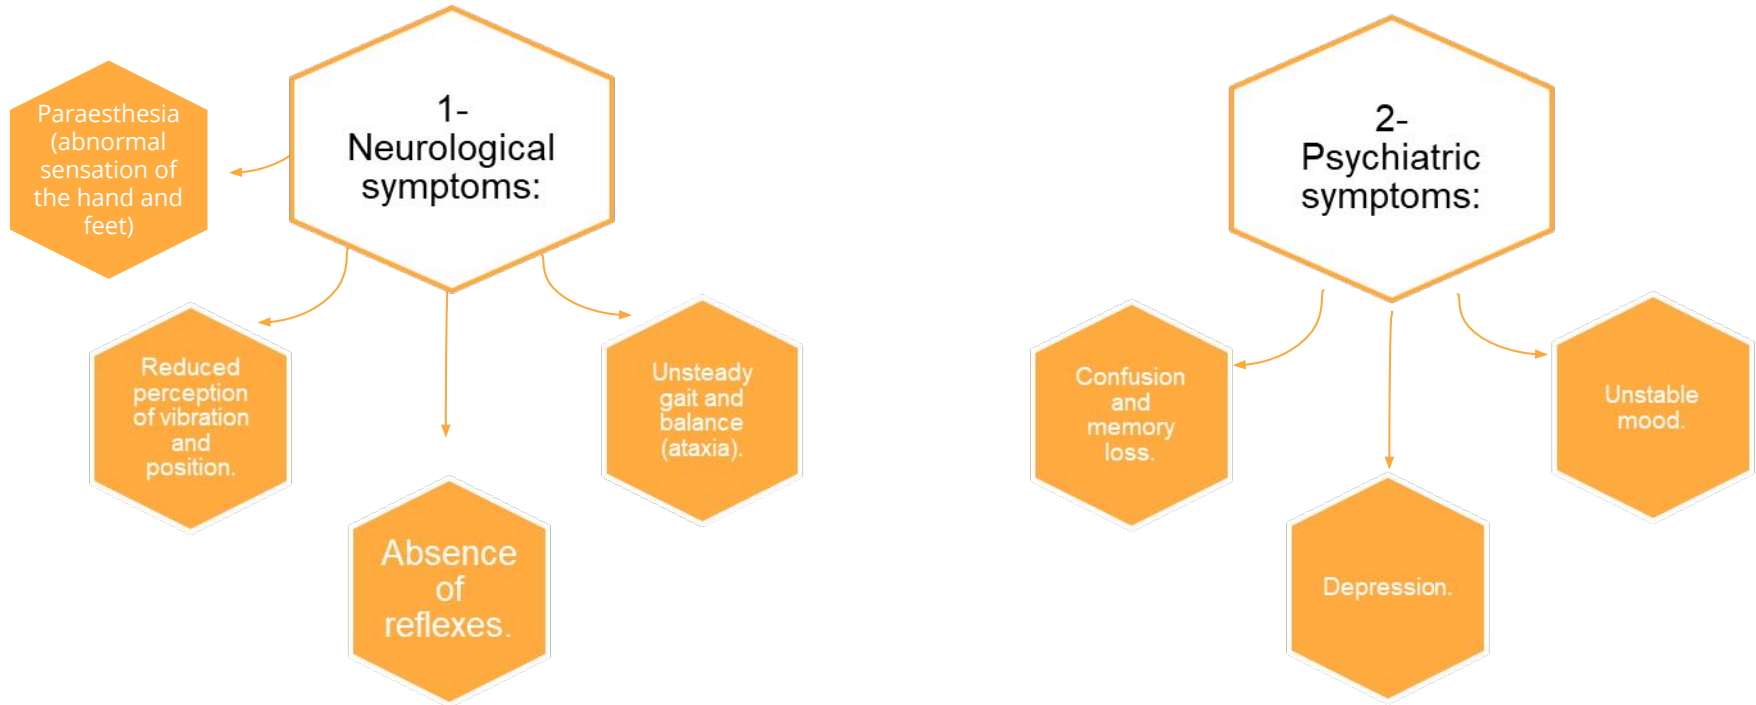 1-
Neurological
symptoms:
Paraesthesia
(abnormal
sensation of
the hand and
feet)
Reduced
perception
of vibration
and
position.
Absence
of
reflexes.
Unsteady
gait and
balance
(ataxia).
2-
Psychiatric
symptoms:
Confusion
and
memory
loss.
Depression.
Unstable
mood.